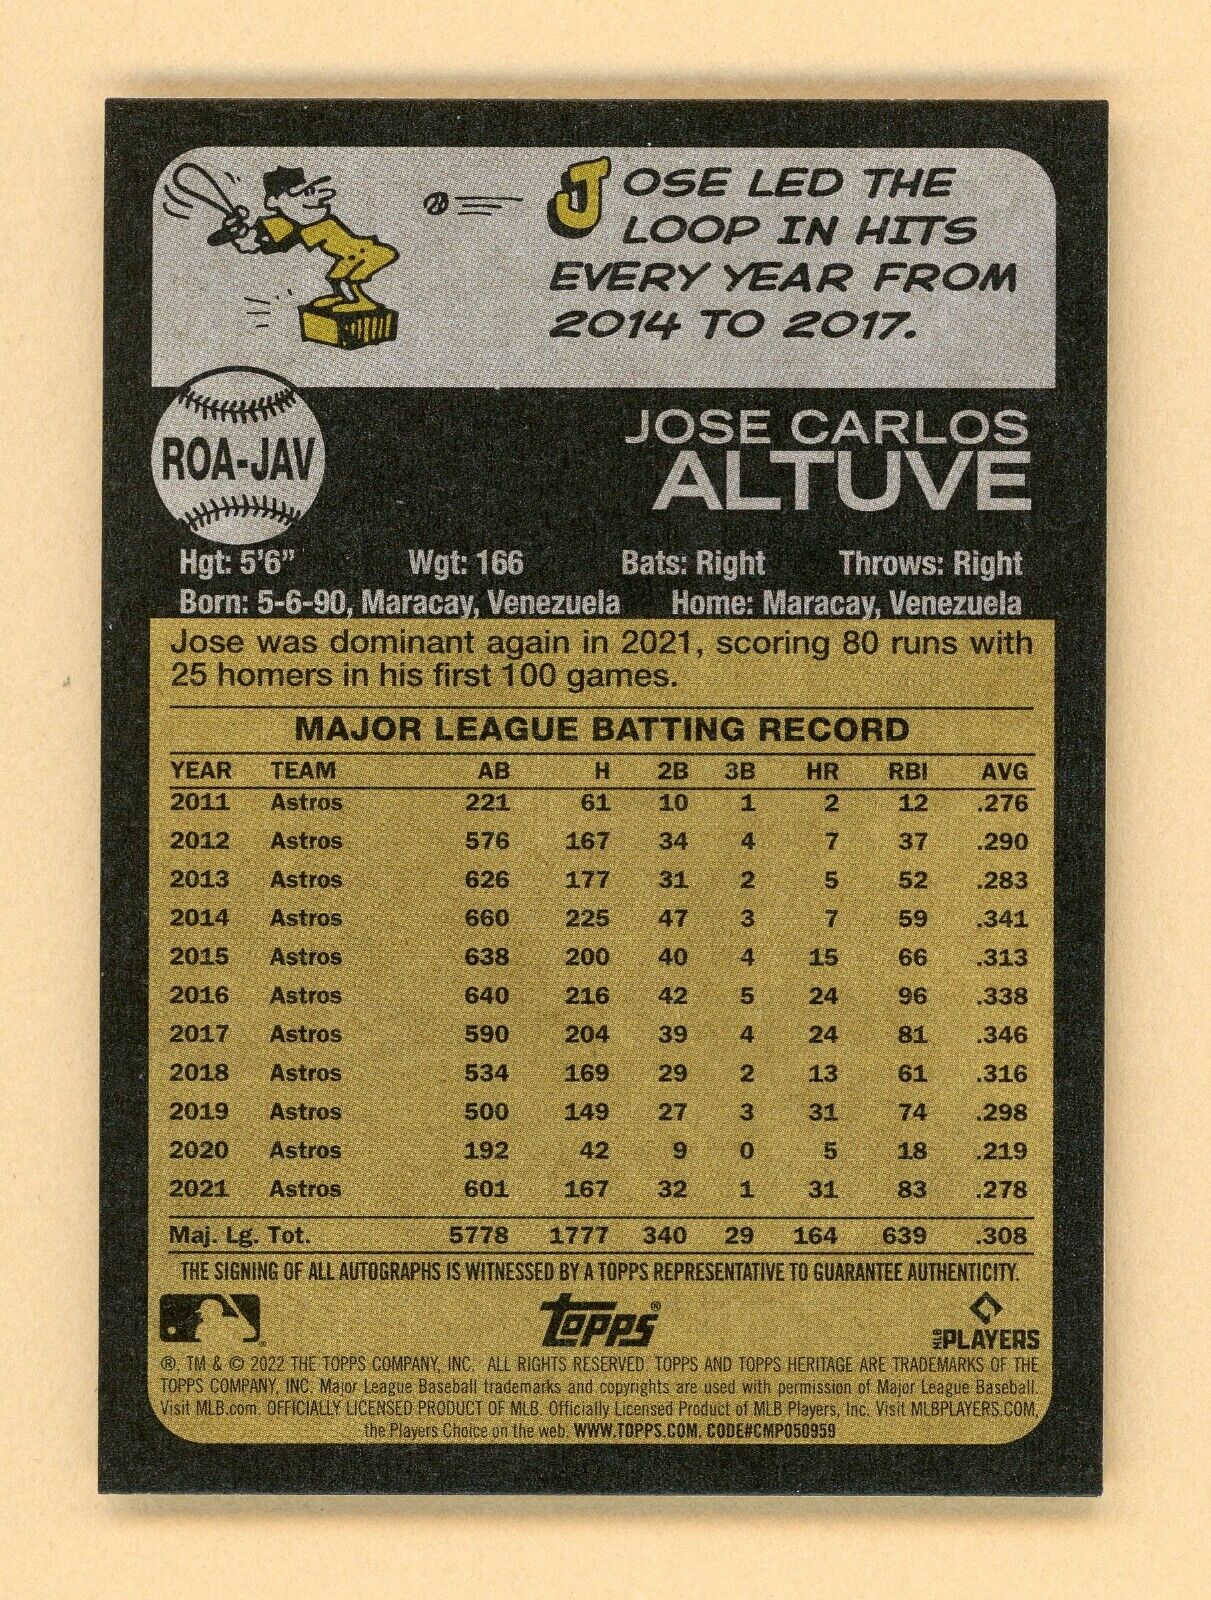 JOSE LED THE
LOOP IN HITS
EVERY YEAR FROM
2014 TO 2017.
ROA-JAV
JOSE CARLOS
ALTUVE
Hgt: 5'6" Wgt: 166 Bats: Right Throws: Right
Born: 5-6-90, Maracay, Venezuela Home: Maracay, Venezuela
Jose was dominant again in 2021, scoring 80 runs with
25 homers in his first 100 games.
MAJOR LEAGUE BATTING RECORD
YEAR TEAM AB H 2B 3B HR RBI AVG
2011 Astros 221 61 10 1 2 12 .276
2012 Astros 576 167 34 4 7 37 .290
2013 Astros 626 177 31 2 5 52 .283
2014 Astros 660 225 47 3 7 59 .341
2015 Astros 638 200 40 4 15 66 .313
2016 Astros 640 216 42 5 24 96 .338
2017 Astros 590 204 39 4 24 81 .346
2018 Astros 534 169 29 2 13 61 .316
2019 Astros 500 149 27 3 31 74 .298
2020 Astros 192 42 9 0 5 18 .219
2021 Astros 601 167 32 1 31 83 .278
Maj. Lg. Tot. 5778 1777 340 29 164 639 .308
THE SIGNING OF ALL AUTOGRAPHS IS WITNESSED BY A TOPPS REPRESENTATIVE TO GUARANTEE AUTHENTICITY.
topps® MLB PLAYERS
®, TM & © 2022 THE TOPPS COMPANY, INC. ALL RIGHTS RESERVED. TOPPS AND TOPPS HERITAGE ARE TRADEMARKS OF THE
TOPPS COMPANY, INC. Major League Baseball trademarks and copyrights are used with permission of Major League Baseball.
Visit MLB.com. OFFICIALLY LICENSED PRODUCT OF MLB. Officially Licensed Product of MLB Players, Inc. Visit MLBPLAYERS.COM,
the Players Choice on the web. WWW.TOPPS.COM. CODE#CMP050959